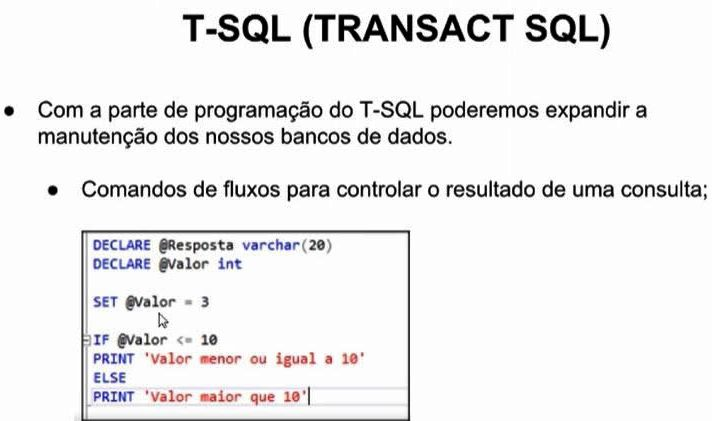 T-SQL (TRANSACT SQL)
• Com a parte de programação do T-SQL poderemos expandir a
manutenção dos nossos bancos de dados.
• Comandos de fluxos para controlar o resultado de uma consulta;
DECLARE @Resposta varchar(20)
DECLARE @Valor int
SET @Valor = 3
IF @Valor <= 10
PRINT 'Valor menor ou igual a 10'
ELSE
PRINT 'Valor maior que 10'